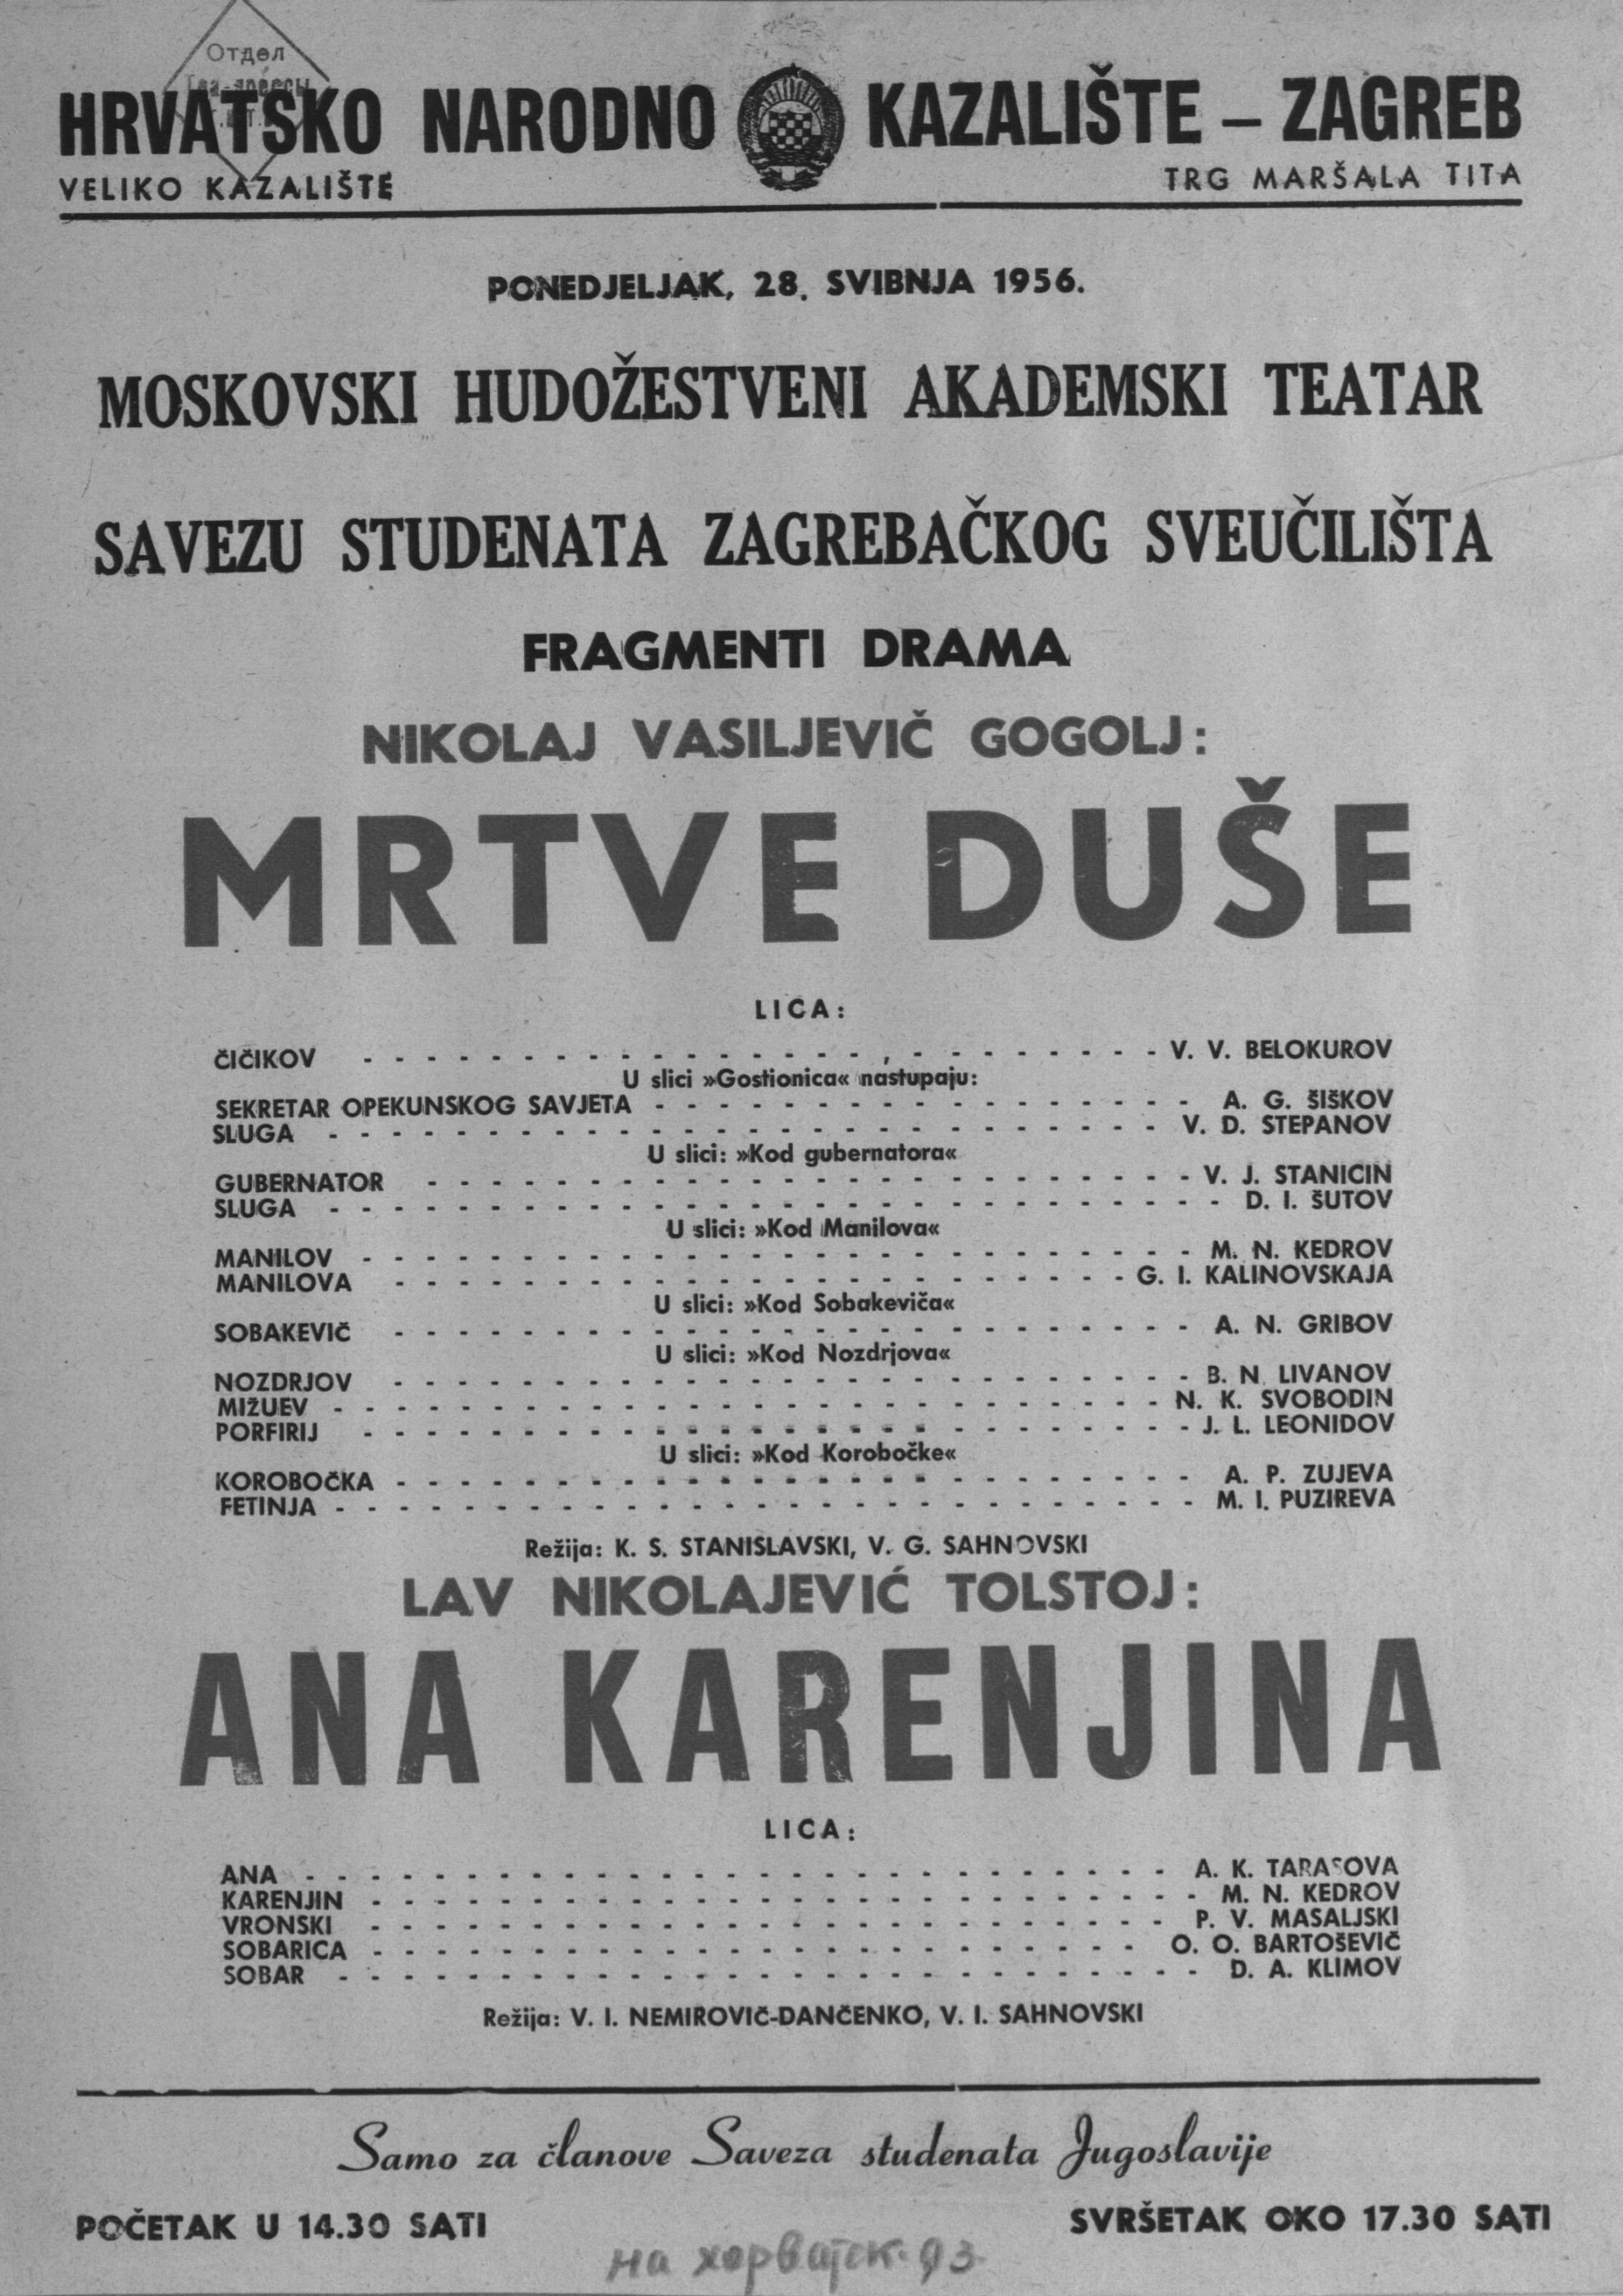 Отдел
HRVATSKO NARODNO KAZALIŠTE – ZAGREB
VELIKO KAZALIŠTE TRG MARŠALA TITA
PONEDJELJAK, 28. SVIBNJA 1956.
MOSKOVSKI HUDOŽESTVENI AKADEMSKI TEATAR
SAVEZU STUDENATA ZAGREBAČKOG SVEUČILIŠTA
FRAGMENTI DRAMA
NIKOLAJ VASILJEVIČ GOGOLJ:
MRTVE DUŠE
LICA:
ČIČIKOV - - - - - - - - - - - - - - - - - - - - - - - - - V. V. BELOKUROV
U slici »Gostionica« nastupaju:
SEKRETAR OPEKUNSKOG SAVJETA - - - - - - - - - - - - - - - - - A. G. ŠIŠKOV
SLUGA - - - - - - - - - - - - - - - - - - - - - - - - - - V. D. STEPANOV
U slici: »Kod gubernatora«
GUBERNATOR - - - - - - - - - - - - - - - - - - - - - - - - V. J. STANICIN
SLUGA - - - - - - - - - - - - - - - - - - - - - - - - - - - - D. I. ŠUTOV
U slici: »Kod Manilova«
MANILOV - - - - - - - - - - - - - - - - - - - - - - - - - - M. N. KEDROV
MANILOVA - - - - - - - - - - - - - - - - - - - - - - - G. I. KALINOVSKAJA
U slici: »Kod Sobakeviča«
SOBAKEVIČ - - - - - - - - - - - - - - - - - - - - - - - - - A. N. GRIBOV
U slici: »Kod Nozdrjova«
NOZDRJOV - - - - - - - - - - - - - - - - - - - - - - - - - B. N. LIVANOV
MIŽUEV - - - - - - - - - - - - - - - - - - - - - - - - - - N. K. SVOBODIN
PORFIRIJ - - - - - - - - - - - - - - - - - - - - - - - - - - J. L. LEONIDOV
U slici: »Kod Korobočke«
KOROBOČKA - - - - - - - - - - - - - - - - - - - - - - - - - A. P. ZUJEVA
FETINJA - - - - - - - - - - - - - - - - - - - - - - - - - - - M. I. PUZIREVA
Režija: K. S. STANISLAVSKI, V. G. SAHNOVSKI
LAV NIKOLAJEVIĆ TOLSTOJ:
ANA KARENJINA
LICA:
ANA - - - - - - - - - - - - - - - - - - - - - - - - - - - A. K. TARASOVA
KARENJIN - - - - - - - - - - - - - - - - - - - - - - - - - - M. N. KEDROV
VRONSKI - - - - - - - - - - - - - - - - - - - - - - - - - P. V. MASALJSKI
SOBARICA - - - - - - - - - - - - - - - - - - - - - - - - O. O. BARTOŠEVIČ
SOBAR - - - - - - - - - - - - - - - - - - - - - - - - - - - D. A. KLIMOV
Režija: V. I. NEMIROVIČ-DANČENKO, V. I. SAHNOVSKI
Samo za članove Saveza studenata Jugoslavije
POČETAK U 14.30 SATI SVRŠETAK OKO 17.30 SATI
на хорватск.